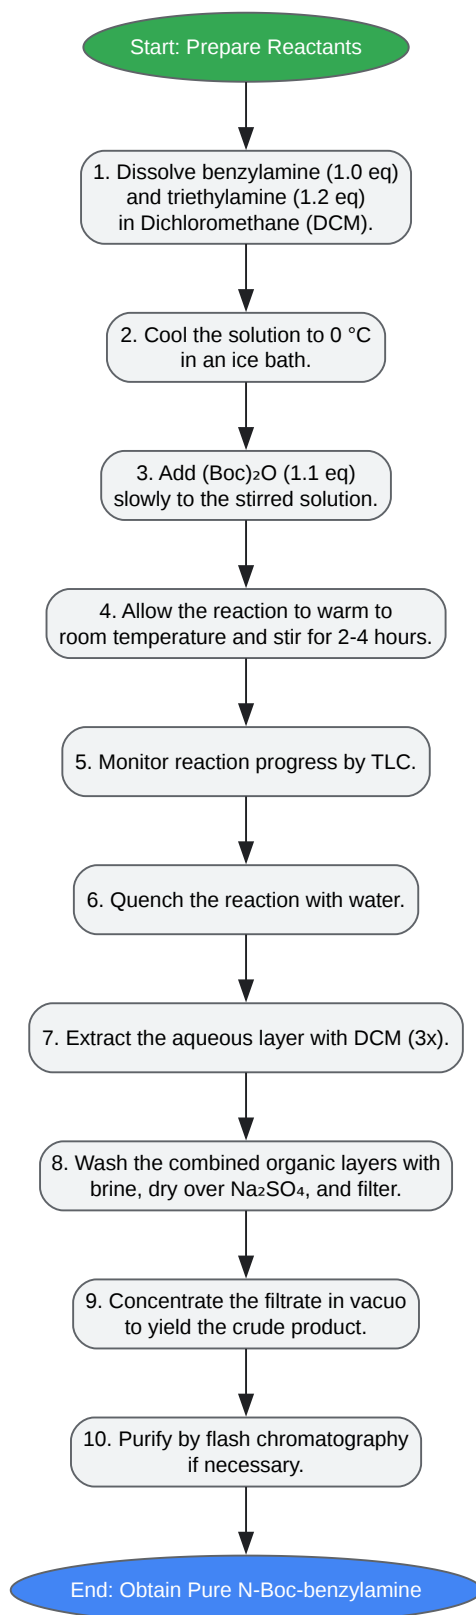 Start: Prepare Reactants
1. Dissolve benzylamine (1.0 eq)
and triethylamine (1.2 eq)
in Dichloromethane (DCM).
2. Cool the solution to 0 °C
in an ice bath.
3. Add (Boc)₂O (1.1 eq)
slowly to the stirred solution.
4. Allow the reaction to warm to
room temperature and stir for 2-4 hours.
5. Monitor reaction progress by TLC.
6. Quench the reaction with water.
7. Extract the aqueous layer with DCM (3x).
8. Wash the combined organic layers with
brine, dry over Na₂SO₄, and filter.
9. Concentrate the filtrate in vacuo
to yield the crude product.
10. Purify by flash chromatography
if necessary.
End: Obtain Pure N-Boc-benzylamine